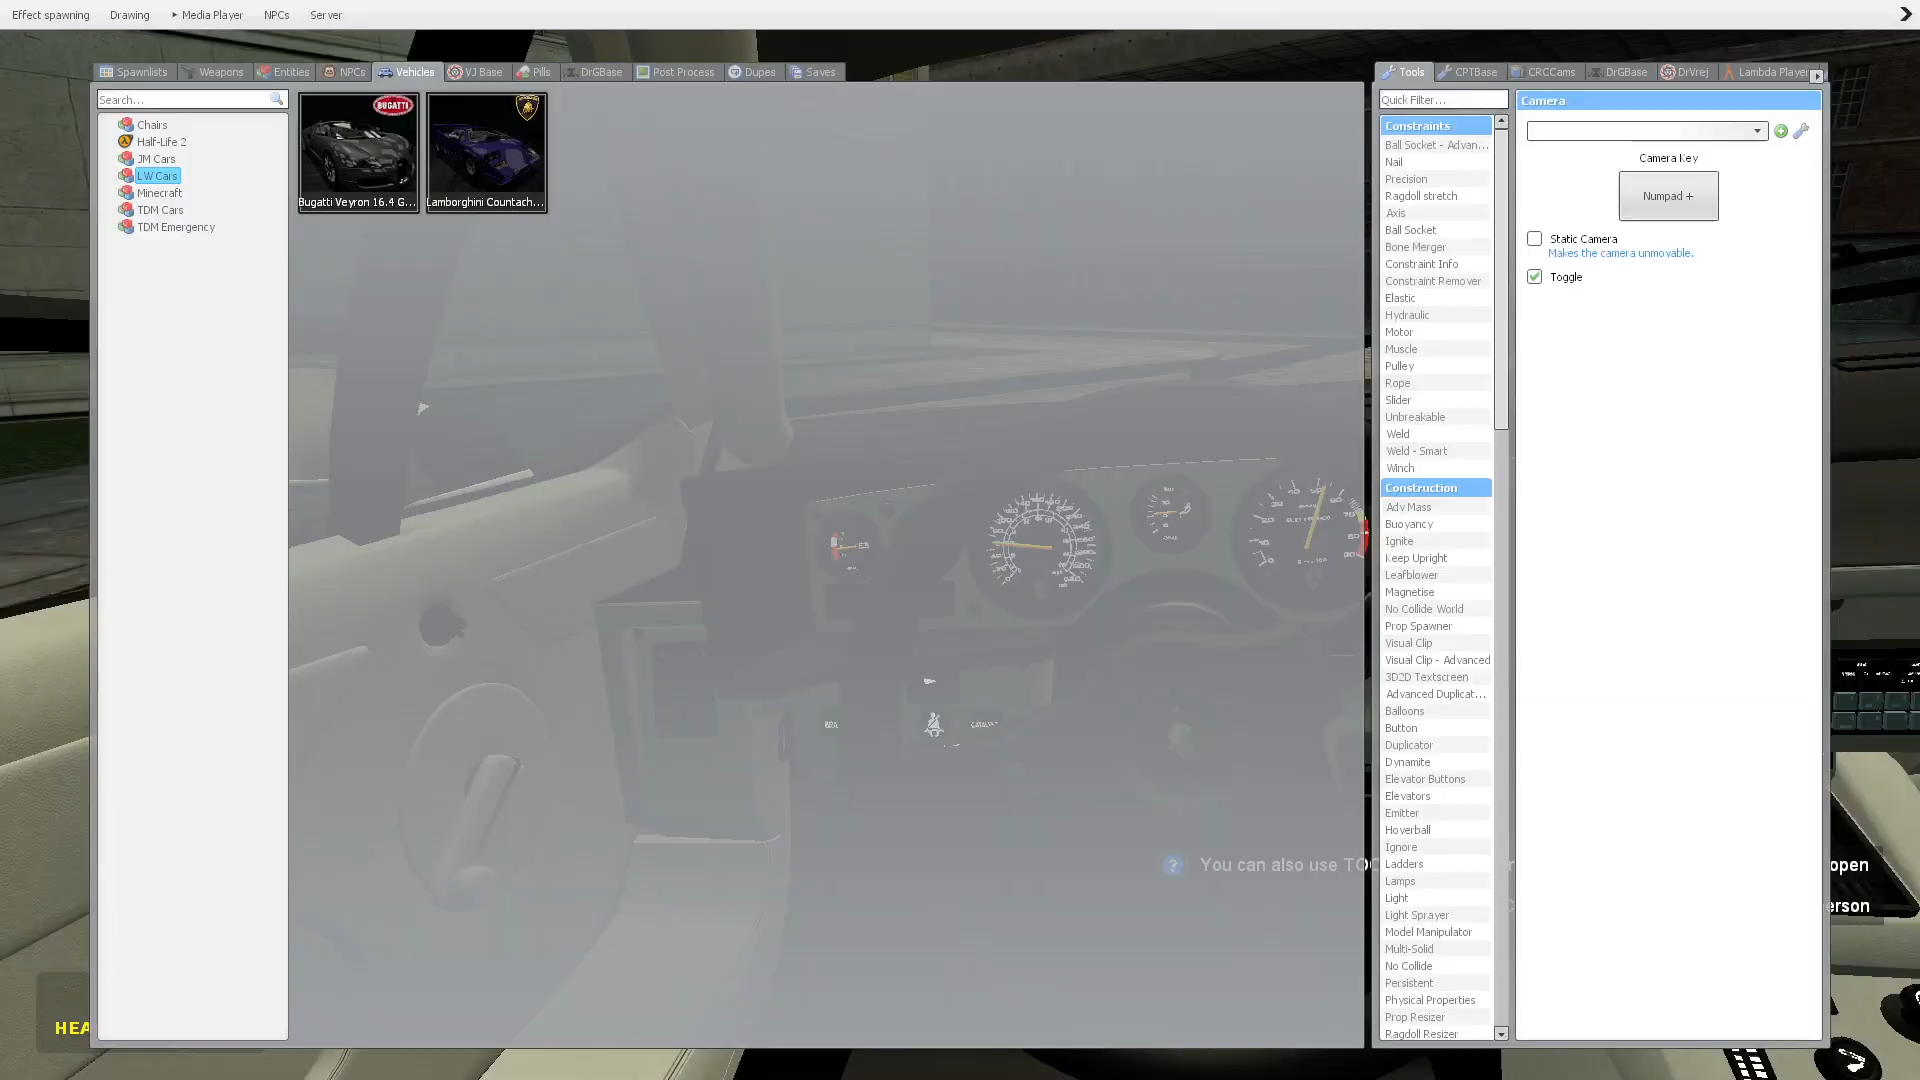 Effect spawning Drawing Media Player NPCs Server
Spawnlists Weapons Entities NPCs Vehicles VJ Base Pills DrGBase Post Process Dupes Saves
Search...
Chairs
Half-Life 2
JM Cars
LW Cars
Minecraft
TDM Cars
TDM Emergency
BUGATTI
Bugatti Veyron 16.4 G...
Lamborghini Countach...
BRA
CATALYST
You can also use TOO
open
erson
HEA
Tools CPTBase CRCCams DrGBase DrVrej Lambda Player
Quick Filter...
Constraints
Ball Socket - Advan...
Nail
Precision
Ragdoll stretch
Axis
Ball Socket
Bone Merger
Constraint Info
Constraint Remover
Elastic
Hydraulic
Motor
Muscle
Pulley
Rope
Slider
Unbreakable
Weld
Weld - Smart
Winch
Construction
Adv Mass
Buoyancy
Ignite
Keep Upright
Leafblower
Magnetise
No Collide World
Prop Spawner
Visual Clip
Visual Clip - Advanced
3D2D Textscreen
Advanced Duplicat...
Balloons
Button
Duplicator
Dynamite
Elevator Buttons
Elevators
Emitter
Hoverball
Ignore
Ladders
Lamps
Light
Light Sprayer
Model Manipulator
Multi-Solid
No Collide
Persistent
Physical Properties
Prop Resizer
Ragdoll Resizer
Camera
Camera Key
Numpad +
Static Camera
Makes the camera unmovable.
Toggle